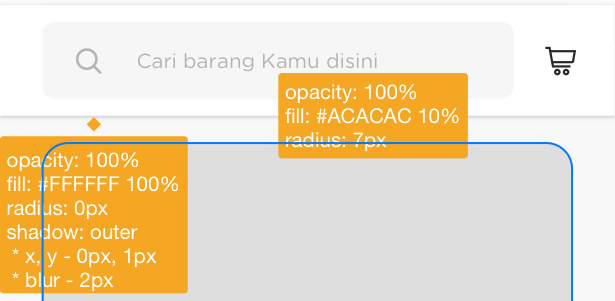 Cari barang Kamu disini
opacity: 100%
fill: #ACACAC 10%
radius: 7px
opacity: 100%
fill: #FFFFFF 100%
radius: 0px
shadow: outer
* x, y - 0px, 1px
* blur - 2px